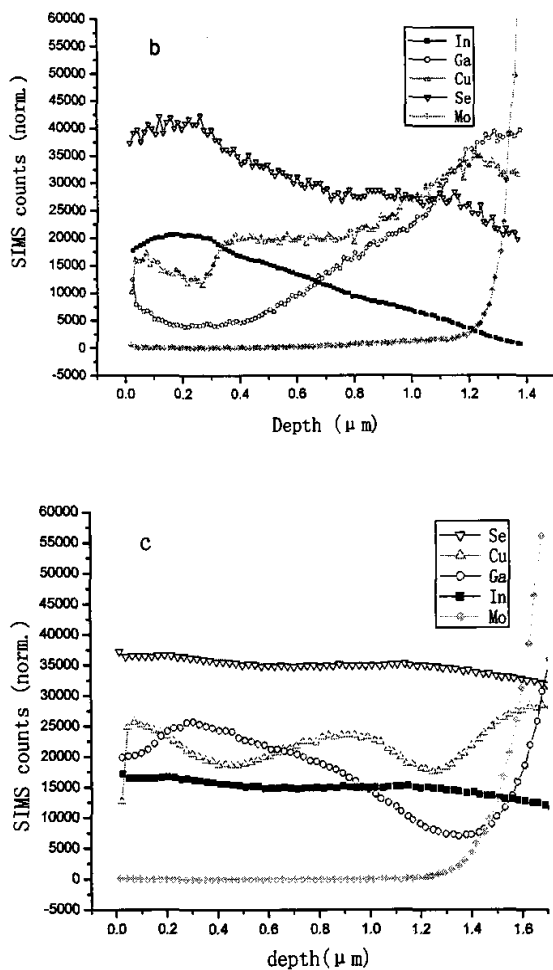 b
In
Ga
Cu
Se
Mo
60000
55000
50000
45000
40000
35000
30000
25000
20000
15000
10000
5000
0
-5000
SIMS counts (norm.)
0.0 0.2 0.4 0.6 0.8 1.0 1.2 1.4
Depth (μm)
c
Se
Cu
Ga
In
Mo
60000
55000
50000
45000
40000
35000
30000
25000
20000
15000
10000
5000
0
-5000
SIMS counts (norm.)
0.0 0.2 0.4 0.6 0.8 1.0 1.2 1.4 1.6
depth(μm)